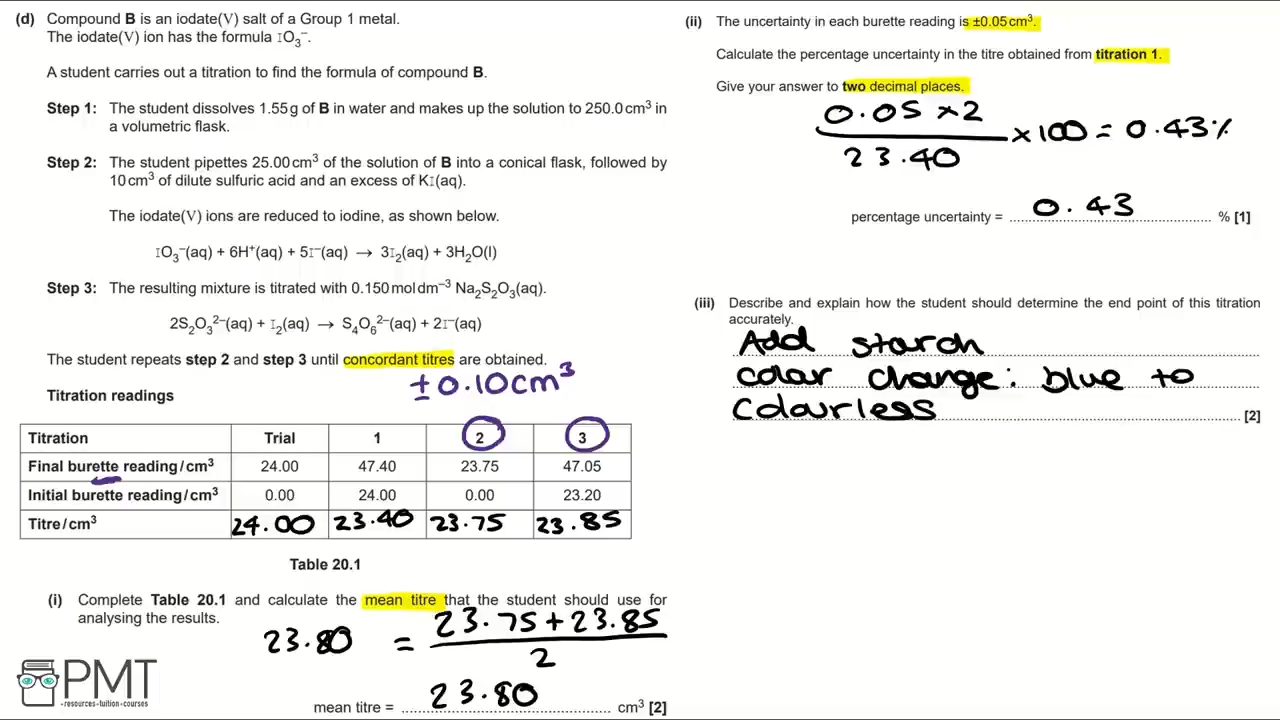 (d) Compound B is an iodate(V) salt of a Group 1 metal.
The iodate(V) ion has the formula IO₃⁻.
A student carries out a titration to find the formula of compound B.
Step 1: The student dissolves 1.55 g of B in water and makes up the solution to 250.0 cm³ in
a volumetric flask.
Step 2: The student pipettes 25.00 cm³ of the solution of B into a conical flask, followed by
10 cm³ of dilute sulfuric acid and an excess of KI(aq).
The iodate(V) ions are reduced to iodine, as shown below.
IO₃⁻(aq) + 6H⁺(aq) + 5I⁻(aq) → 3I₂(aq) + 3H₂O(l)
Step 3: The resulting mixture is titrated with 0.150 mol dm⁻³ Na₂S₂O₃(aq).
2S₂O₃²⁻(aq) + I₂(aq) → S₄O₆²⁻(aq) + 2I⁻(aq)
The student repeats step 2 and step 3 until concordant titres are obtained.
±0.10cm³
Titration readings
Titration Trial 1 2 3
Final burette reading/cm³ 24.00 47.40 23.75 47.05
Initial burette reading/cm³ 0.00 24.00 0.00 23.20
Titre/cm³ 24.00 23.40 23.75 23.85
Table 20.1
(i) Complete Table 20.1 and calculate the mean titre that the student should use for
analysing the results.
23.80 = 23.75 + 23.85
2
mean titre = 23.80 cm³ [2]
PMT
-resources-tuition-courses
(ii) The uncertainty in each burette reading is ±0.05 cm³.
Calculate the percentage uncertainty in the titre obtained from titration 1.
Give your answer to two decimal places.
0.05 × 2
23.40
× 100 = 0.43%
percentage uncertainty = 0.43 % [1]
(iii) Describe and explain how the student should determine the end point of this titration
accurately.
Add starch
colar change: blue to
colourless [2]